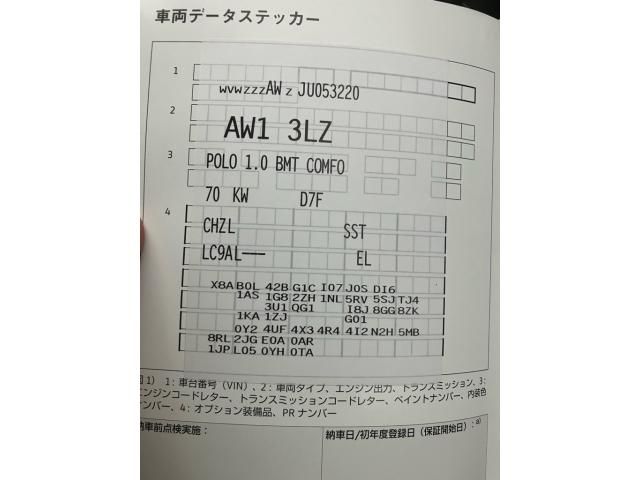 車両データステッカー
1
WVWZZZAWZJU053220
2
AW1 3LZ
3
POLO 1.0 BMT COMFO
70 KW D7F
4
CHZL SST
LC9AL--- EL
X8A B0L 42B G1C I07 J0S DI6
1AS 1G8 2ZH 1NL 5RV 5SJ TJ4
3U1 QG1 I8J 8GG 8ZK
1KA 1ZJ G01
0Y2 4UF 4X3 4R4 4I2 N2H 5MB
8RL 2JG E0A 0AR
1JP L05 0YH 0TA
1) 1:車台番号(VIN)、2:車両タイプ、エンジン出力、トランスミッション、3:
エンジンコードレター、トランスミッションコードレター、ペイントナンバー、内装色
ナンバー、4:オプション装備品、PR ナンバー
納車前点検実施: 納車日/初年度登録日(保証開始日):a)